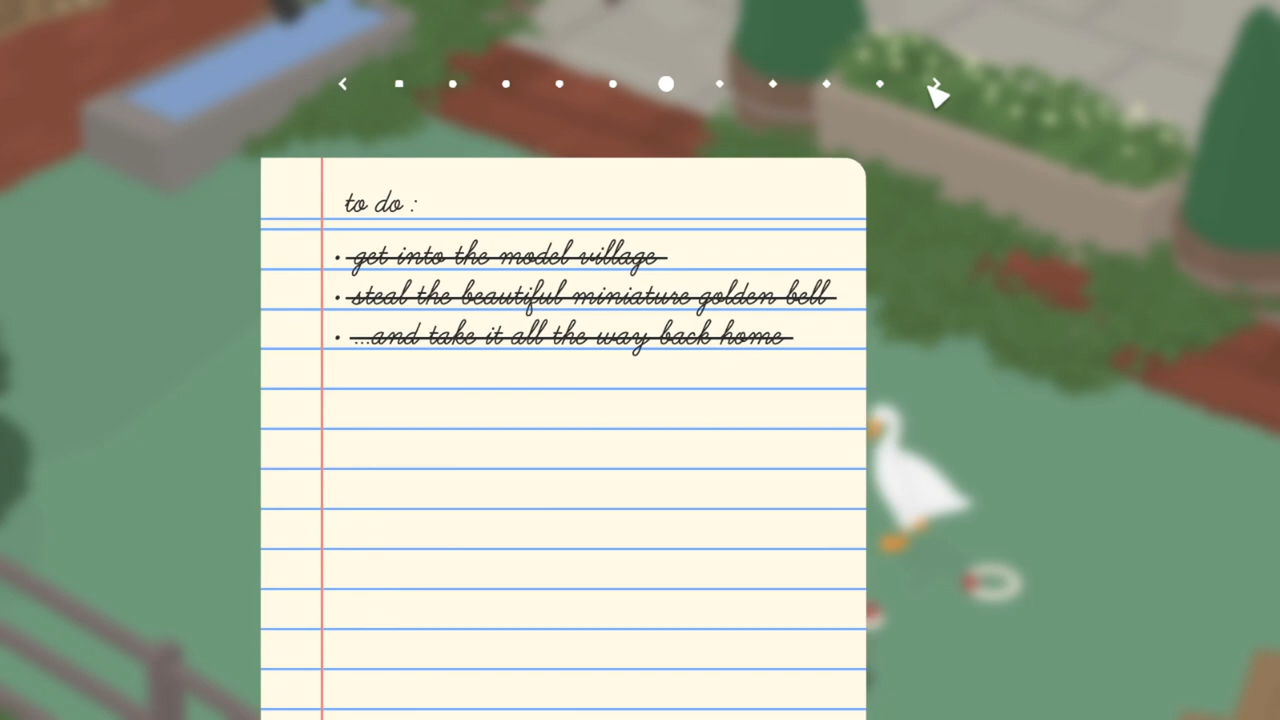 to do :
• get into the model village
• steal the beautiful miniature golden bell
• ...and take it all the way back home